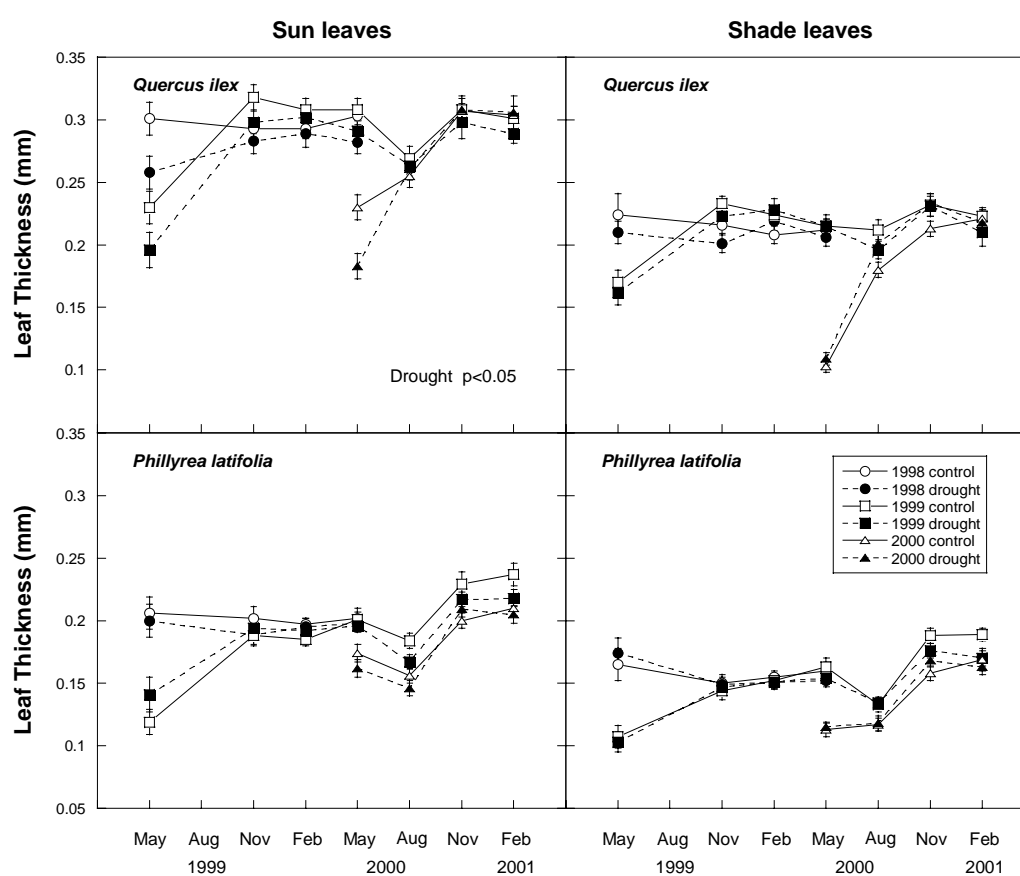 Sun leaves
Shade leaves
Leaf Thickness (mm)
0.35
0.3
0.25
0.2
0.15
0.1
Quercus ilex
Drought p<0.05
Quercus ilex
Leaf Thickness (mm)
0.35
0.3
0.25
0.2
0.15
0.1
0.05
Phillyrea latifolia
Phillyrea latifolia
1998 control
1998 drought
1999 control
1999 drought
2000 control
2000 drought
May Aug Nov Feb May Aug Nov Feb
1999 2000 2001
May Aug Nov Feb May Aug Nov Feb
1999 2000 2001